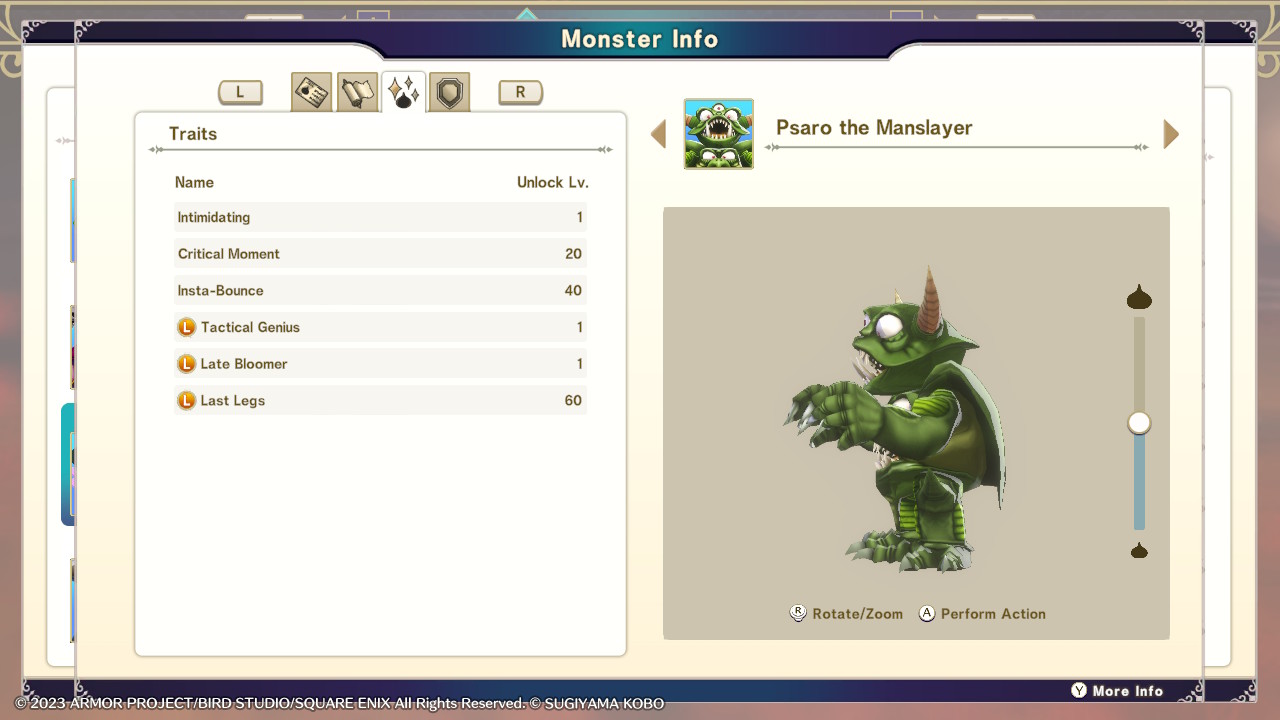 Monster Info
L
R
Traits
Name Unlock Lv.
Intimidating 1
Critical Moment 20
Insta-Bounce 40
L Tactical Genius 1
L Late Bloomer 1
L Last Legs 60
Psaro the Manslayer
R Rotate/Zoom A Perform Action
Y More Info
© 2023 ARMOR PROJECT/BIRD STUDIO/SQUARE ENIX All Rights Reserved. © SUGIYAMA KOBO